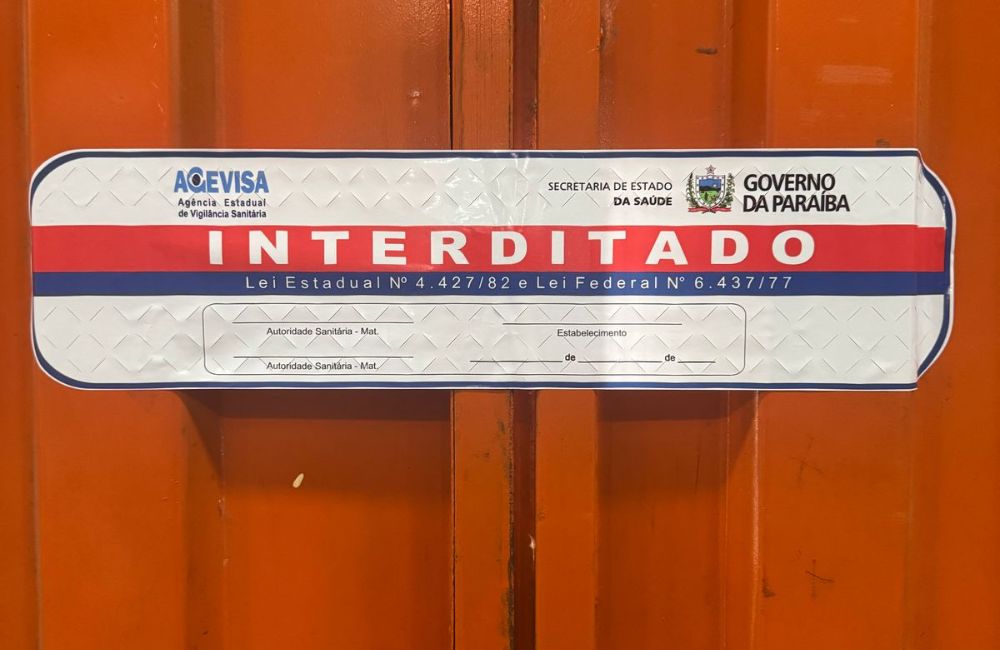 AGEVISA
Agência Estadual
de Vigilância Sanitária
SECRETARIA DE ESTADO
DA SAÚDE
GOVERNO
DA PARAÍBA
INTERDITADO
Lei Estadual Nº 4.427/82 e Lei Federal N° 6.437/77
Autoridade Sanitária - Mat.
Estabelecimento
Autoridade Sanitária - Mat.
de de